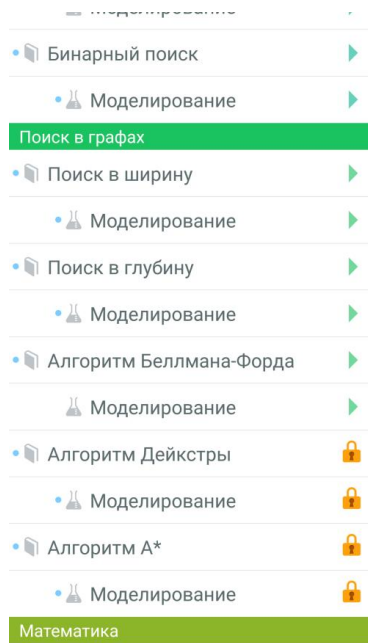 Бинарный поиск
Моделирование
Поиск в графах
Поиск в ширину
Моделирование
Поиск в глубину
Моделирование
Алгоритм Беллмана-Форда
Моделирование
Алгоритм Дейкстры
Моделирование
Алгоритм A*
Моделирование
Математика